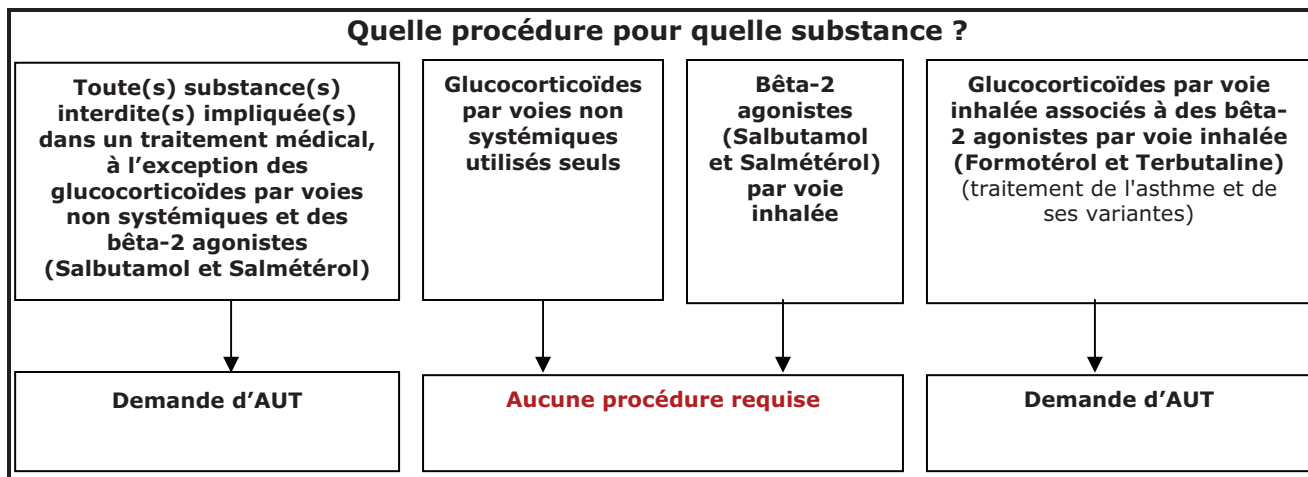 Quelle procédure pour quelle substance ?
Toute(s) substance(s)
interdite(s) impliquée(s)
dans un traitement médical,
à l’exception des
glucocorticoïdes par voies
non systémiques et des
bêta-2 agonistes
(Salbutamol et Salmétérol)
Glucocorticoïdes
par voies non
systémiques
utilisés seuls
Bêta-2
agonistes
(Salbutamol
et Salmétérol)
par voie
inhalée
Glucocorticoïdes par voie
inhalée associés à des bêta-
2 agonistes par voie inhalée
(Formotérol et Terbutaline)
(traitement de l'asthme et de
ses variantes)
Demande d’AUT
Aucune procédure requise
Demande d’AUT